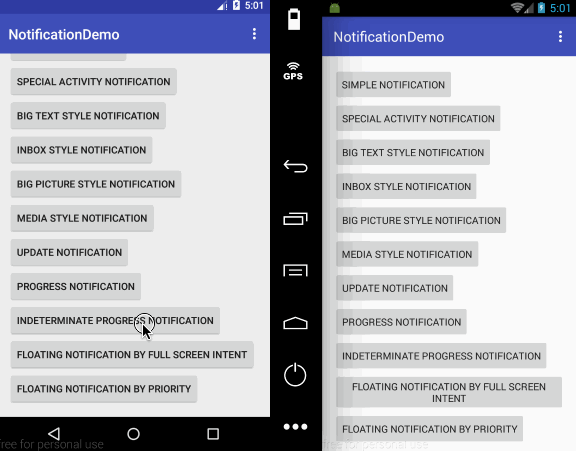 5:01
NotificationDemo
SPECIAL ACTIVITY NOTIFICATION
BIG TEXT STYLE NOTIFICATION
INBOX STYLE NOTIFICATION
BIG PICTURE STYLE NOTIFICATION
MEDIA STYLE NOTIFICATION
UPDATE NOTIFICATION
PROGRESS NOTIFICATION
INDETERMINATE PROGRESS NOTIFICATION
FLOATING NOTIFICATION BY FULL SCREEN INTENT
FLOATING NOTIFICATION BY PRIORITY
free for personal use
GPS
5:01
NotificationDemo
SIMPLE NOTIFICATION
SPECIAL ACTIVITY NOTIFICATION
BIG TEXT STYLE NOTIFICATION
INBOX STYLE NOTIFICATION
BIG PICTURE STYLE NOTIFICATION
MEDIA STYLE NOTIFICATION
UPDATE NOTIFICATION
PROGRESS NOTIFICATION
INDETERMINATE PROGRESS NOTIFICATION
FLOATING NOTIFICATION BY FULL SCREEN
INTENT
FLOATING NOTIFICATION BY PRIORITY